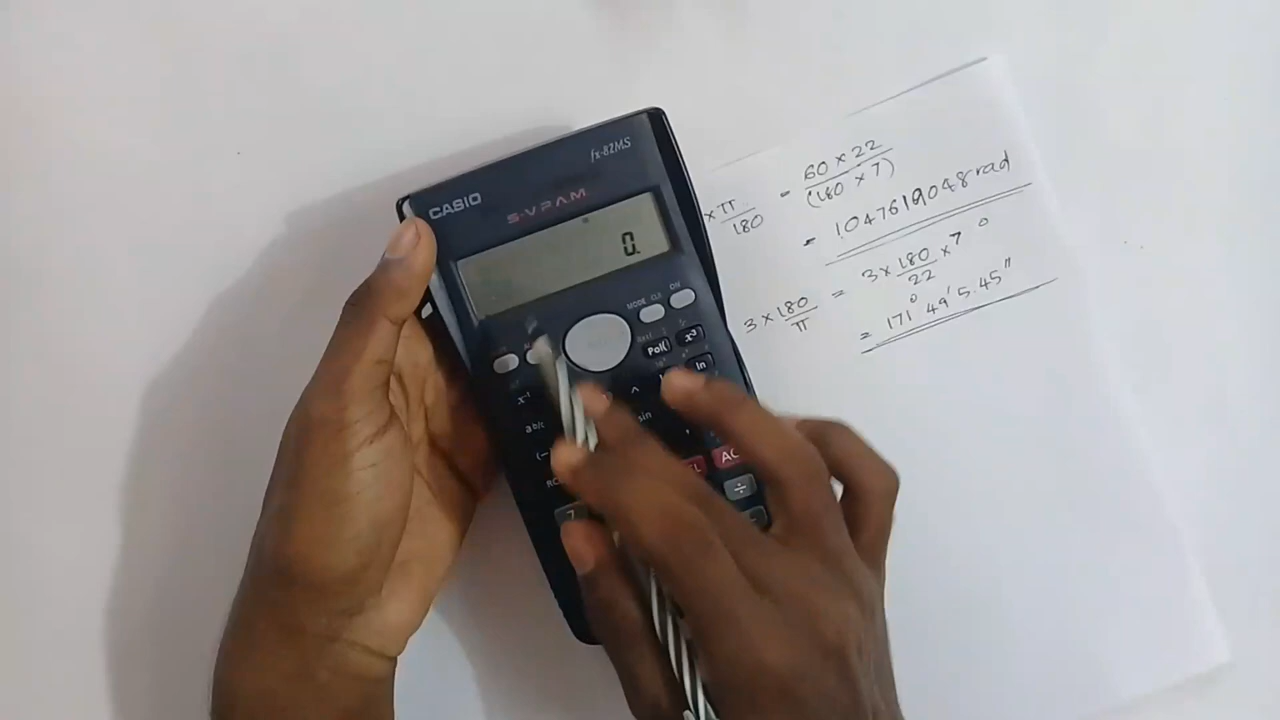 CASIO
fx-82MS
S-V.P.A.M.
0.
MODE CLR ON
Pol( x³
x⁻¹ ^ ln
a b/c sin ,
(−)
AC
7 ÷
× π/180 = 60 × 22/(180 × 7)
= 1.047619048 rad
3 × 180/π = 3 × 180/22 × 7 °
= 171° 49' 5.45"